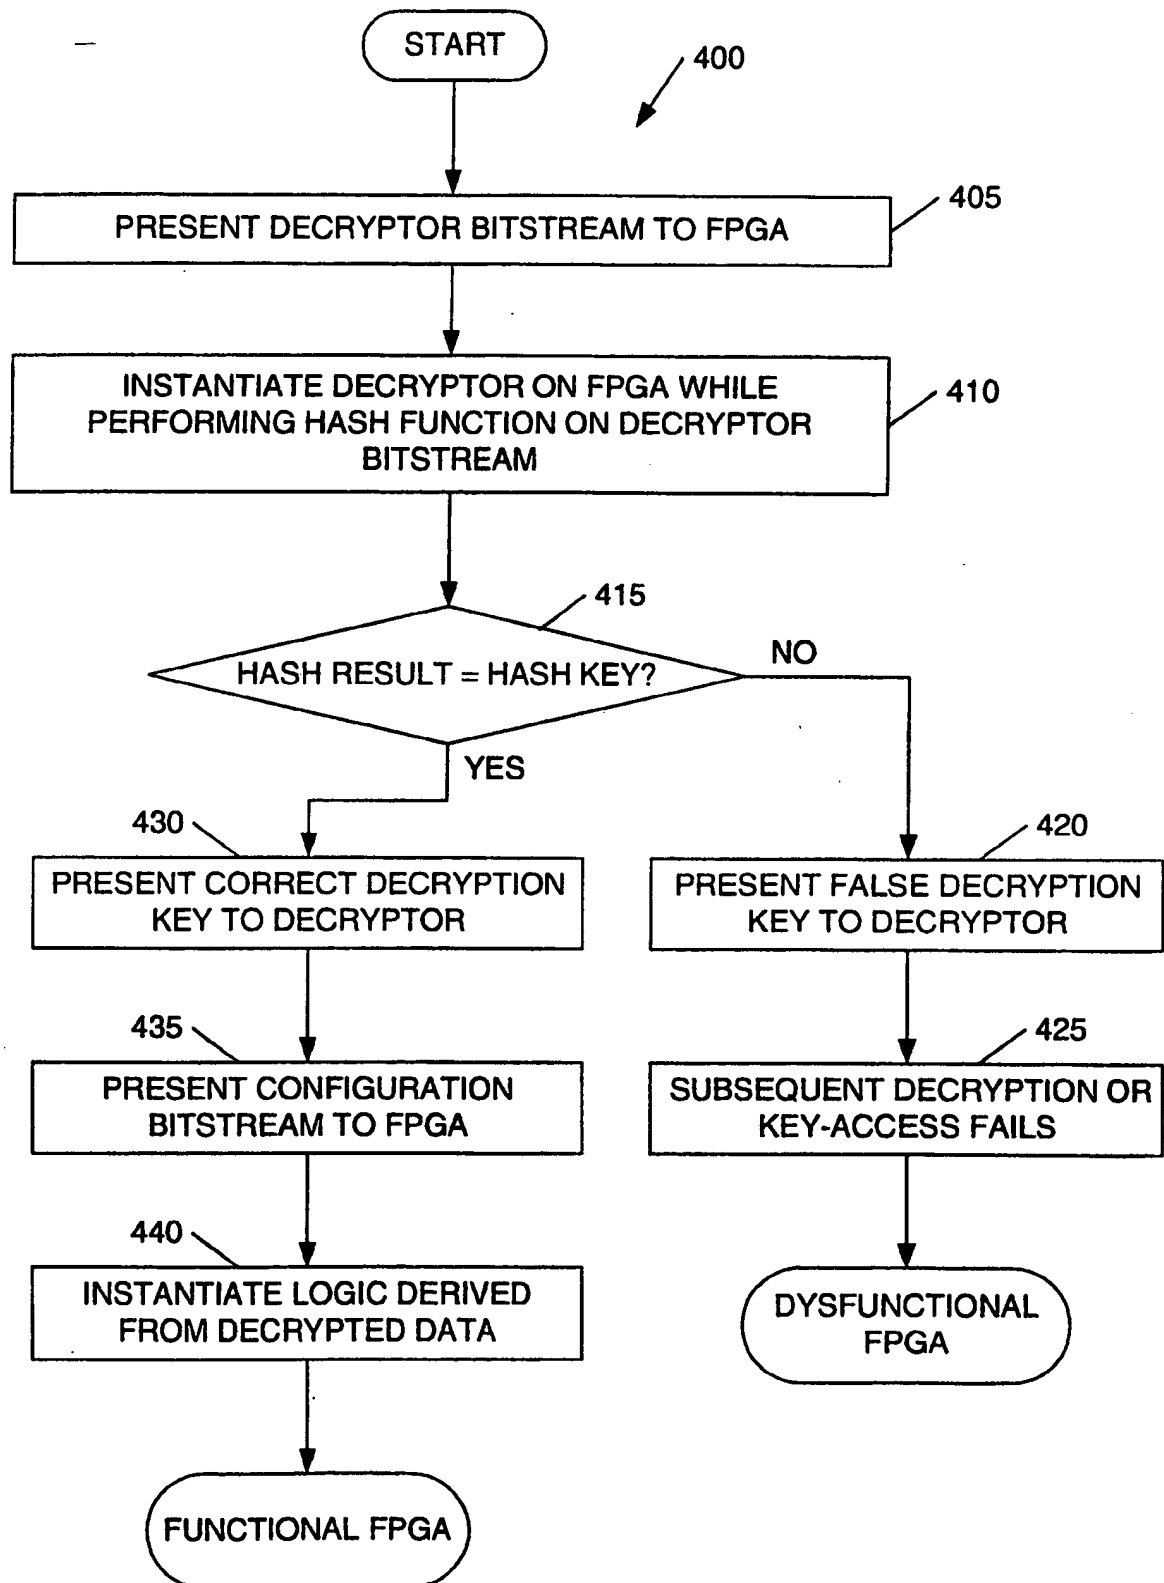 START
400
PRESENT DECRYPTOR BITSTREAM TO FPGA
405
INSTANTIATE DECRYPTOR ON FPGA WHILE
PERFORMING HASH FUNCTION ON DECRYPTOR
BITSTREAM
410
415
HASH RESULT = HASH KEY?
NO
YES
430
PRESENT CORRECT DECRYPTION
KEY TO DECRYPTOR
420
PRESENT FALSE DECRYPTION
KEY TO DECRYPTOR
435
PRESENT CONFIGURATION
BITSTREAM TO FPGA
425
SUBSEQUENT DECRYPTION OR
KEY-ACCESS FAILS
440
INSTANTIATE LOGIC DERIVED
FROM DECRYPTED DATA
DYSFUNCTIONAL
FPGA
FUNCTIONAL FPGA